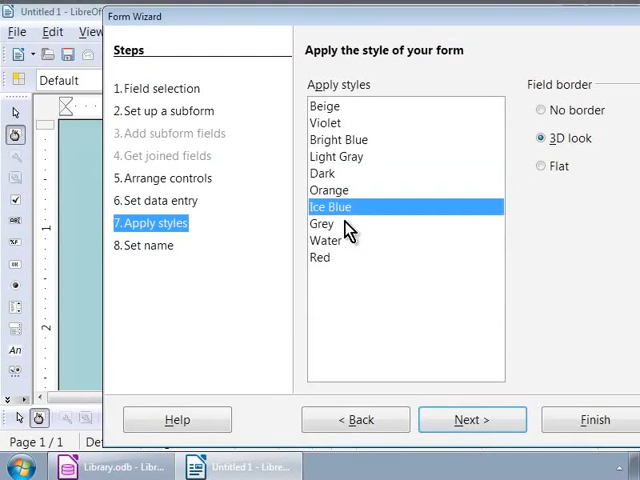 Untitled 1 - LibreOf
Form Wizard
File
Edit
View
Default
Steps
1.Field selection
2.Set up a subform
3.Add subform fields
4.Get joined fields
5.Arrange controls
6.Set data entry
7.Apply styles
8.Set name
Apply the style of your form
Apply styles
Beige
Violet
Bright Blue
Light Gray
Dark
Orange
Ice Blue
Grey
Water
Red
Field border
No border
3D look
Flat
1
2
An
Help
< Back
Next >
Finish
Page 1 / 1
Library.odb - Libr...
Untitled 1 - Libre...